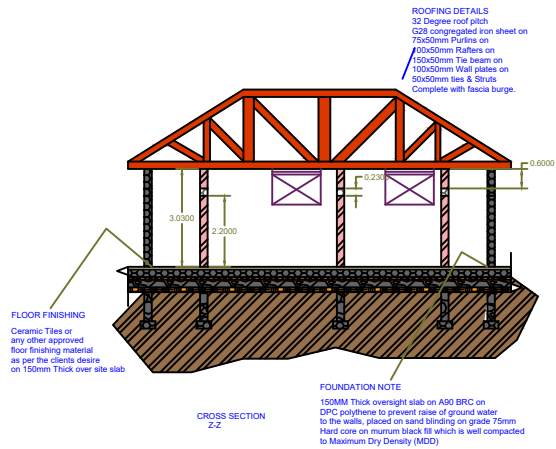 ROOFING DETAILS
32 Degree roof pitch
G28 congregated iron sheet on
75x50mm Purlins on
100x50mm Rafters on
150x50mm Tie beam on
100x50mm Wall plates on
50x50mm ties & Struts
Complete with fascia burge.
0.6000
0.2300
3.0300
2.2000
FLOOR FINISHING
Ceramic Tiles or
any other approved
floor finishing material
as per the clients desire
on 150mm Thick over site slab
FOUNDATION NOTE
150MM Thick oversight slab on A90 BRC on
DPC polythene to prevent raise of ground water
to the walls, placed on sand blinding on grade 75mm
Hard core on murrum black fill which is well compacted
to Maximum Dry Density (MDD)
CROSS SECTION
Z-Z